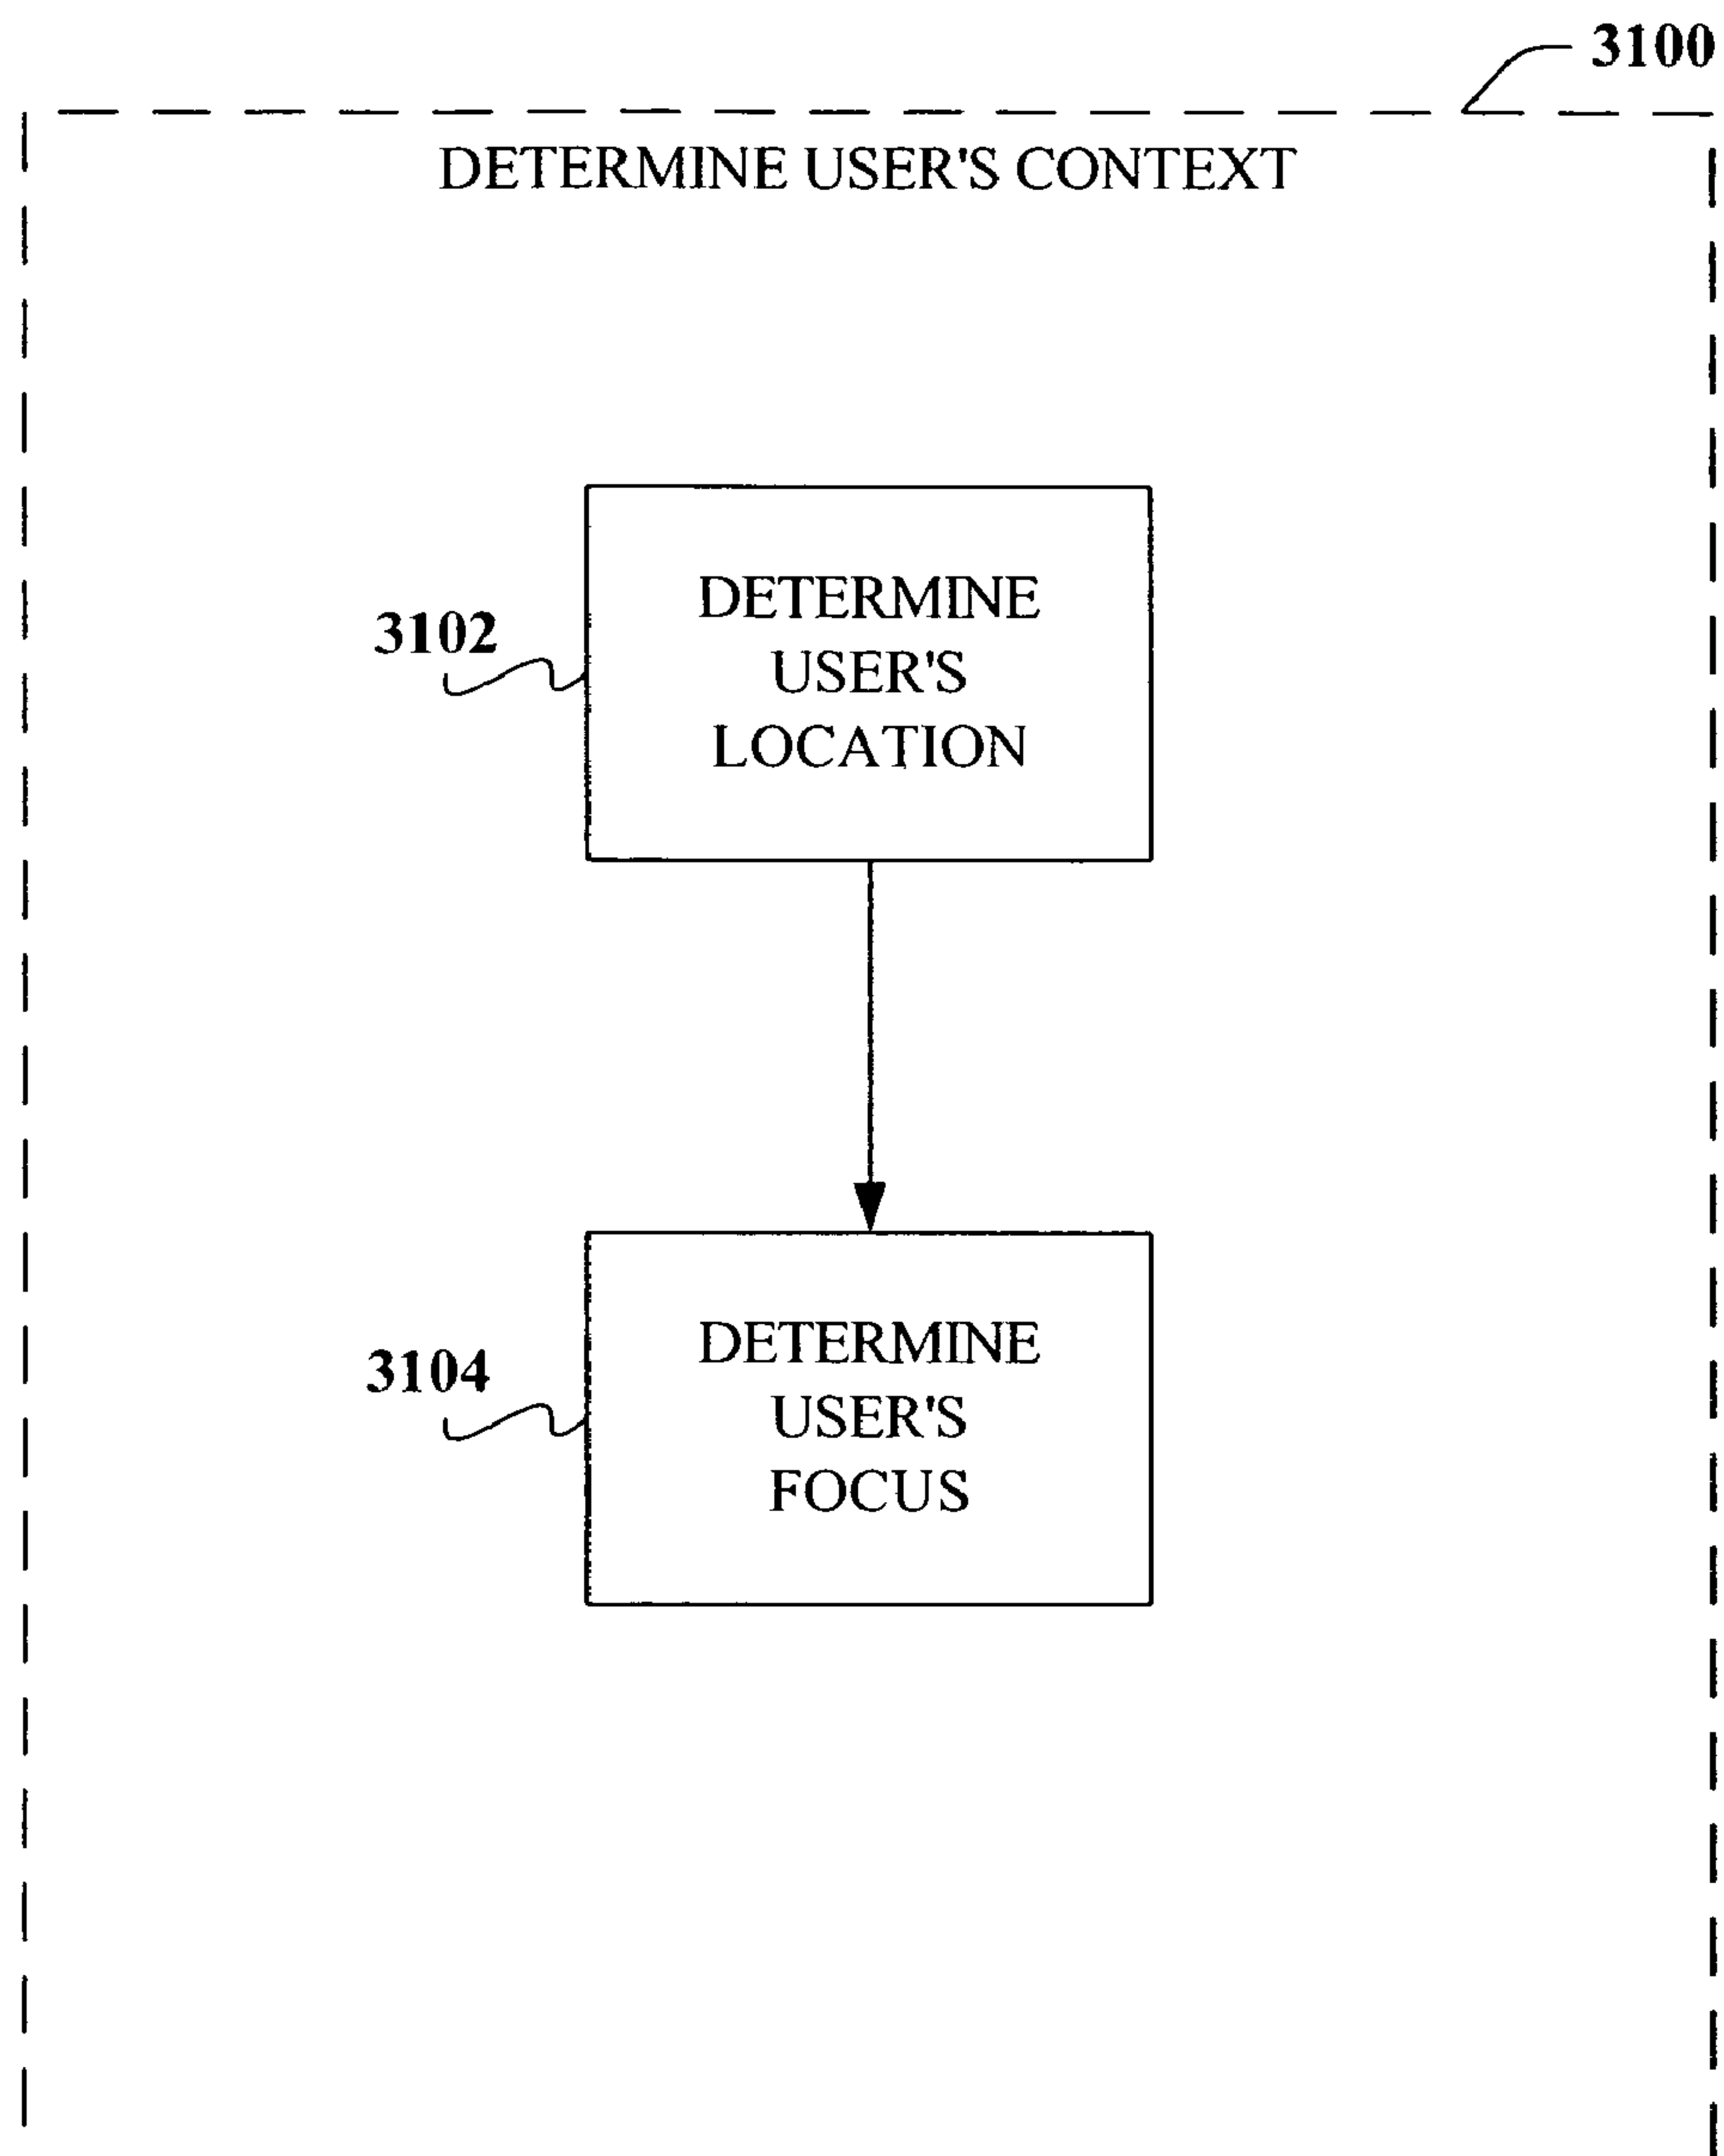 3100
DETERMINE USER'S CONTEXT
DETERMINE
3102
USER'S
LOCATION
DETERMINE
3104
USER'S
FOCUS